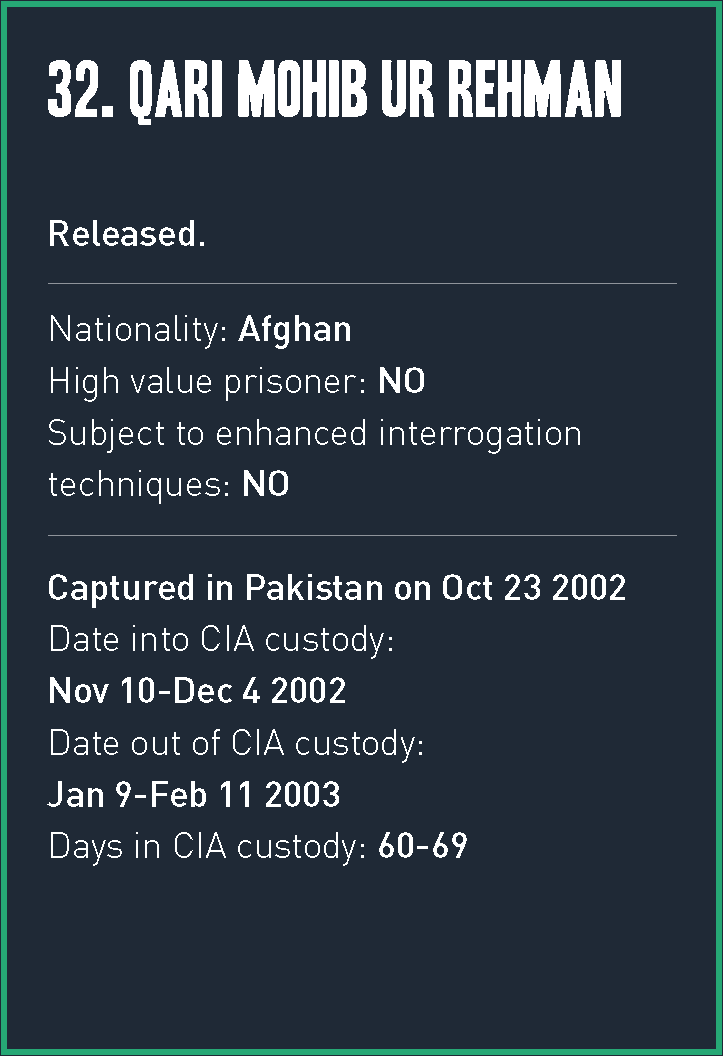 32. QARI MOHIB UR REHMAN
Released.
Nationality: Afghan
High value prisoner: NO
Subject to enhanced interrogation
techniques: NO
Captured in Pakistan on Oct 23 2002
Date into CIA custody:
Nov 10-Dec 4 2002
Date out of CIA custody:
Jan 9-Feb 11 2003
Days in CIA custody: 60-69